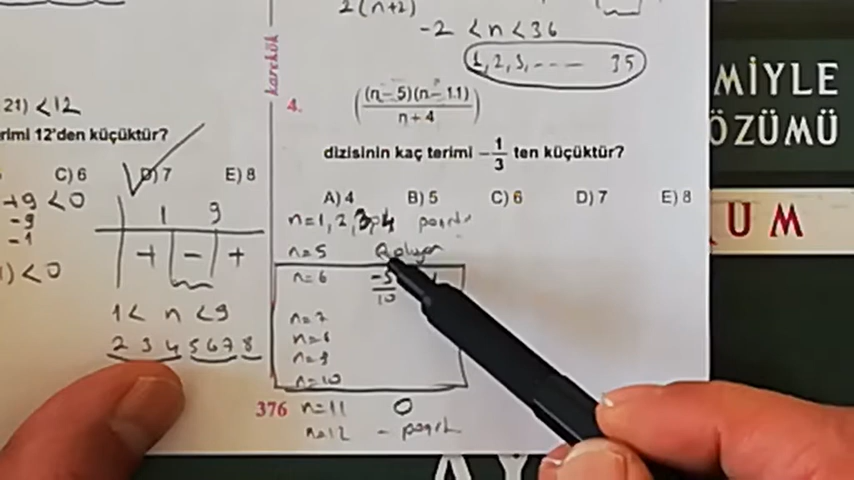 2(n+2)
-2 < n < 36
1, 2, 3, ---- 35
karekök
21) < 12
rimi 12'den küçüktür?
C) 6 D) 7 E) 8
+9 < 0
-9
-1
) < 0
1 9
+ - +
1 < n < 9
2 3 4 5 6 7 8
4.
((n-5)(n-11)
n+4)
dizisinin kaç terimi -1/3 ten küçüktür?
A) 4 B) 5 C) 6 D) 7 E) 8
n=1, 2, 3
n=5
n=6
10
n=7
n=8
n=9
n=10
n=11 0
n=12 -
376
MİYLE
ÖZÜMÜ
UM
AY